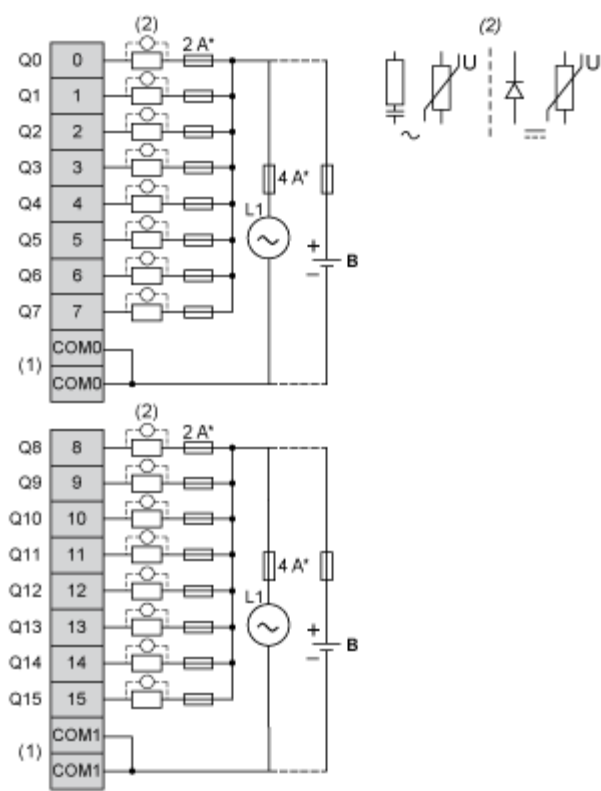 (2)
(2)
Q0 0 2 A*
IU IU
Q1 1
Q2 2
Q3 3
4 A*
Q4 4
L1
Q5 5
+
B
−
Q6 6
Q7 7
COM0
(1)
COM0
(2)
Q8 8 2 A*
Q9 9
Q10 10
Q11 11
4 A*
Q12 12
L1
Q13 13
+
B
−
Q14 14
Q15 15
COM1
(1)
COM1